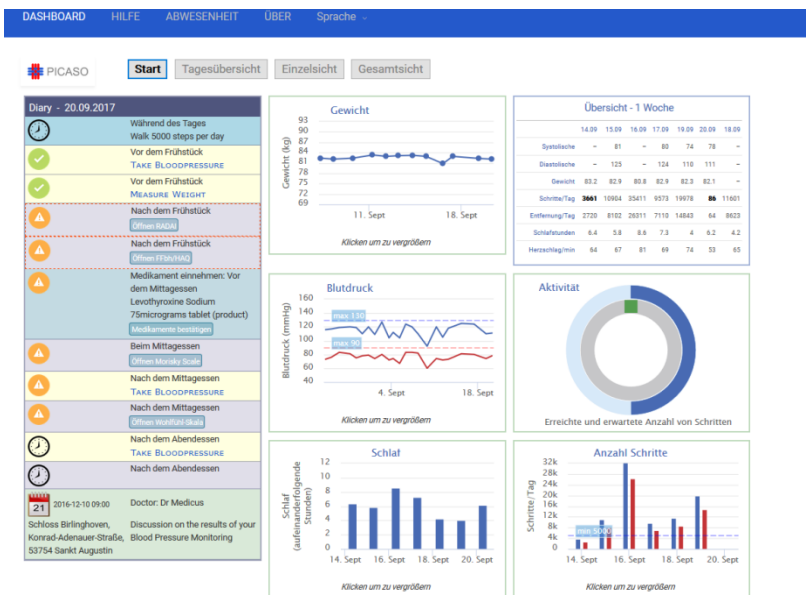 DASHBOARD HILFE ABWESENHEIT ÜBER Sprache
PICASO
Start Tagesübersicht Einzelsicht Gesamtsicht
Diary - 20.09.2017
Während des Tages
Walk 5000 steps per day
Vor dem Frühstück
TAKE BLOODPRESSURE
Vor dem Frühstück
MEASURE WEIGHT
Nach dem Frühstück
Öffnen RADAI
Nach dem Frühstück
Öffnen FFbh/HAQ
Medikament einnehmen: Vor
dem Mittagessen
Levothyroxine Sodium
75micrograms tablet (product)
Medikamente bestätigen
Beim Mittagessen
Öffnen Morisky Scale
Nach dem Mittagessen
TAKE BLOODPRESSURE
Nach dem Mittagessen
Öffnen Wohlfühl-Skala
Nach dem Abendessen
TAKE BLOODPRESSURE
Nach dem Abendessen
21 2016-12-10 09:00 Doctor: Dr Medicus
Schloss Birlinghoven, Discussion on the results of your
Konrad-Adenauer-Straße, Blood Pressure Monitoring
53754 Sankt Augustin
Gewicht
Gewicht (kg)
93
90
87
84
81
78
75
72
69
11. Sept 18. Sept
Klicken um zu vergrößern
Übersicht - 1 Woche
14.09 15.09 16.09 17.09 19.09 20.09 18.09
Systolische – 81 – 80 74 78 –
Diastolische – 125 – 124 110 111 –
Gewicht 83.2 82.9 80.8 82.9 82.3 82.1 –
Schritte/Tag 3661 10904 35411 9573 19978 86 11601
Entfernung/Tag 2720 8102 26311 7110 14843 64 8623
Schlafstunden 6.4 5.8 8.6 7.3 4 6.2 4.2
Herzschlag/min 64 67 81 69 74 53 65
Blutdruck
Blutdruck (mmHg)
160
140
120
100
80
60
40
max 130
max 90
4. Sept 18. Sept
Klicken um zu vergrößern
Aktivität
Erreichte und erwartete Anzahl von Schritten
Schlaf
Schlaf
(aufeinanderfolgende
Stunden)
12
10
8
6
4
2
0
14. Sept 16. Sept 18. Sept 20. Sept
Klicken um zu vergrößern
Anzahl Schritte
Schritte/Tag
32k
28k
24k
20k
16k
12k
8k
4k
0
min 5000
14. Sept 16. Sept 18. Sept 20. Sept
Klicken um zu vergrößern